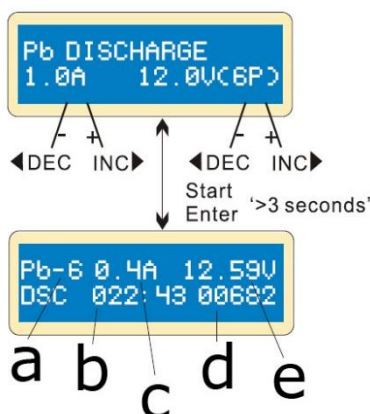 Pb DISCHARGE
1.0A 12.0V(6P)
- + - +
◀DEC INC▶ ◀DEC INC▶
Start
Enter '>3 seconds'
Pb-6 0.4A 12.59V
DSC 022:43 00682
a b c d e